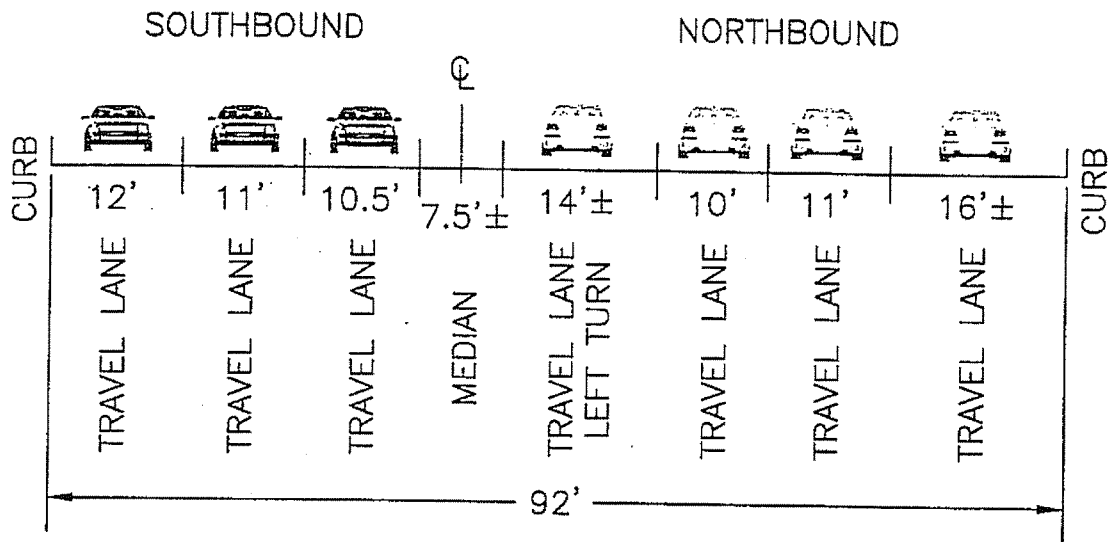 SOUTHBOUND
NORTHBOUND
℄
CURB
12'
11'
10.5'
7.5'±
14'±
10'
11'
16'±
CURB
TRAVEL LANE
TRAVEL LANE
TRAVEL LANE
MEDIAN
TRAVEL LANE
LEFT TURN
TRAVEL LANE
TRAVEL LANE
TRAVEL LANE
92'